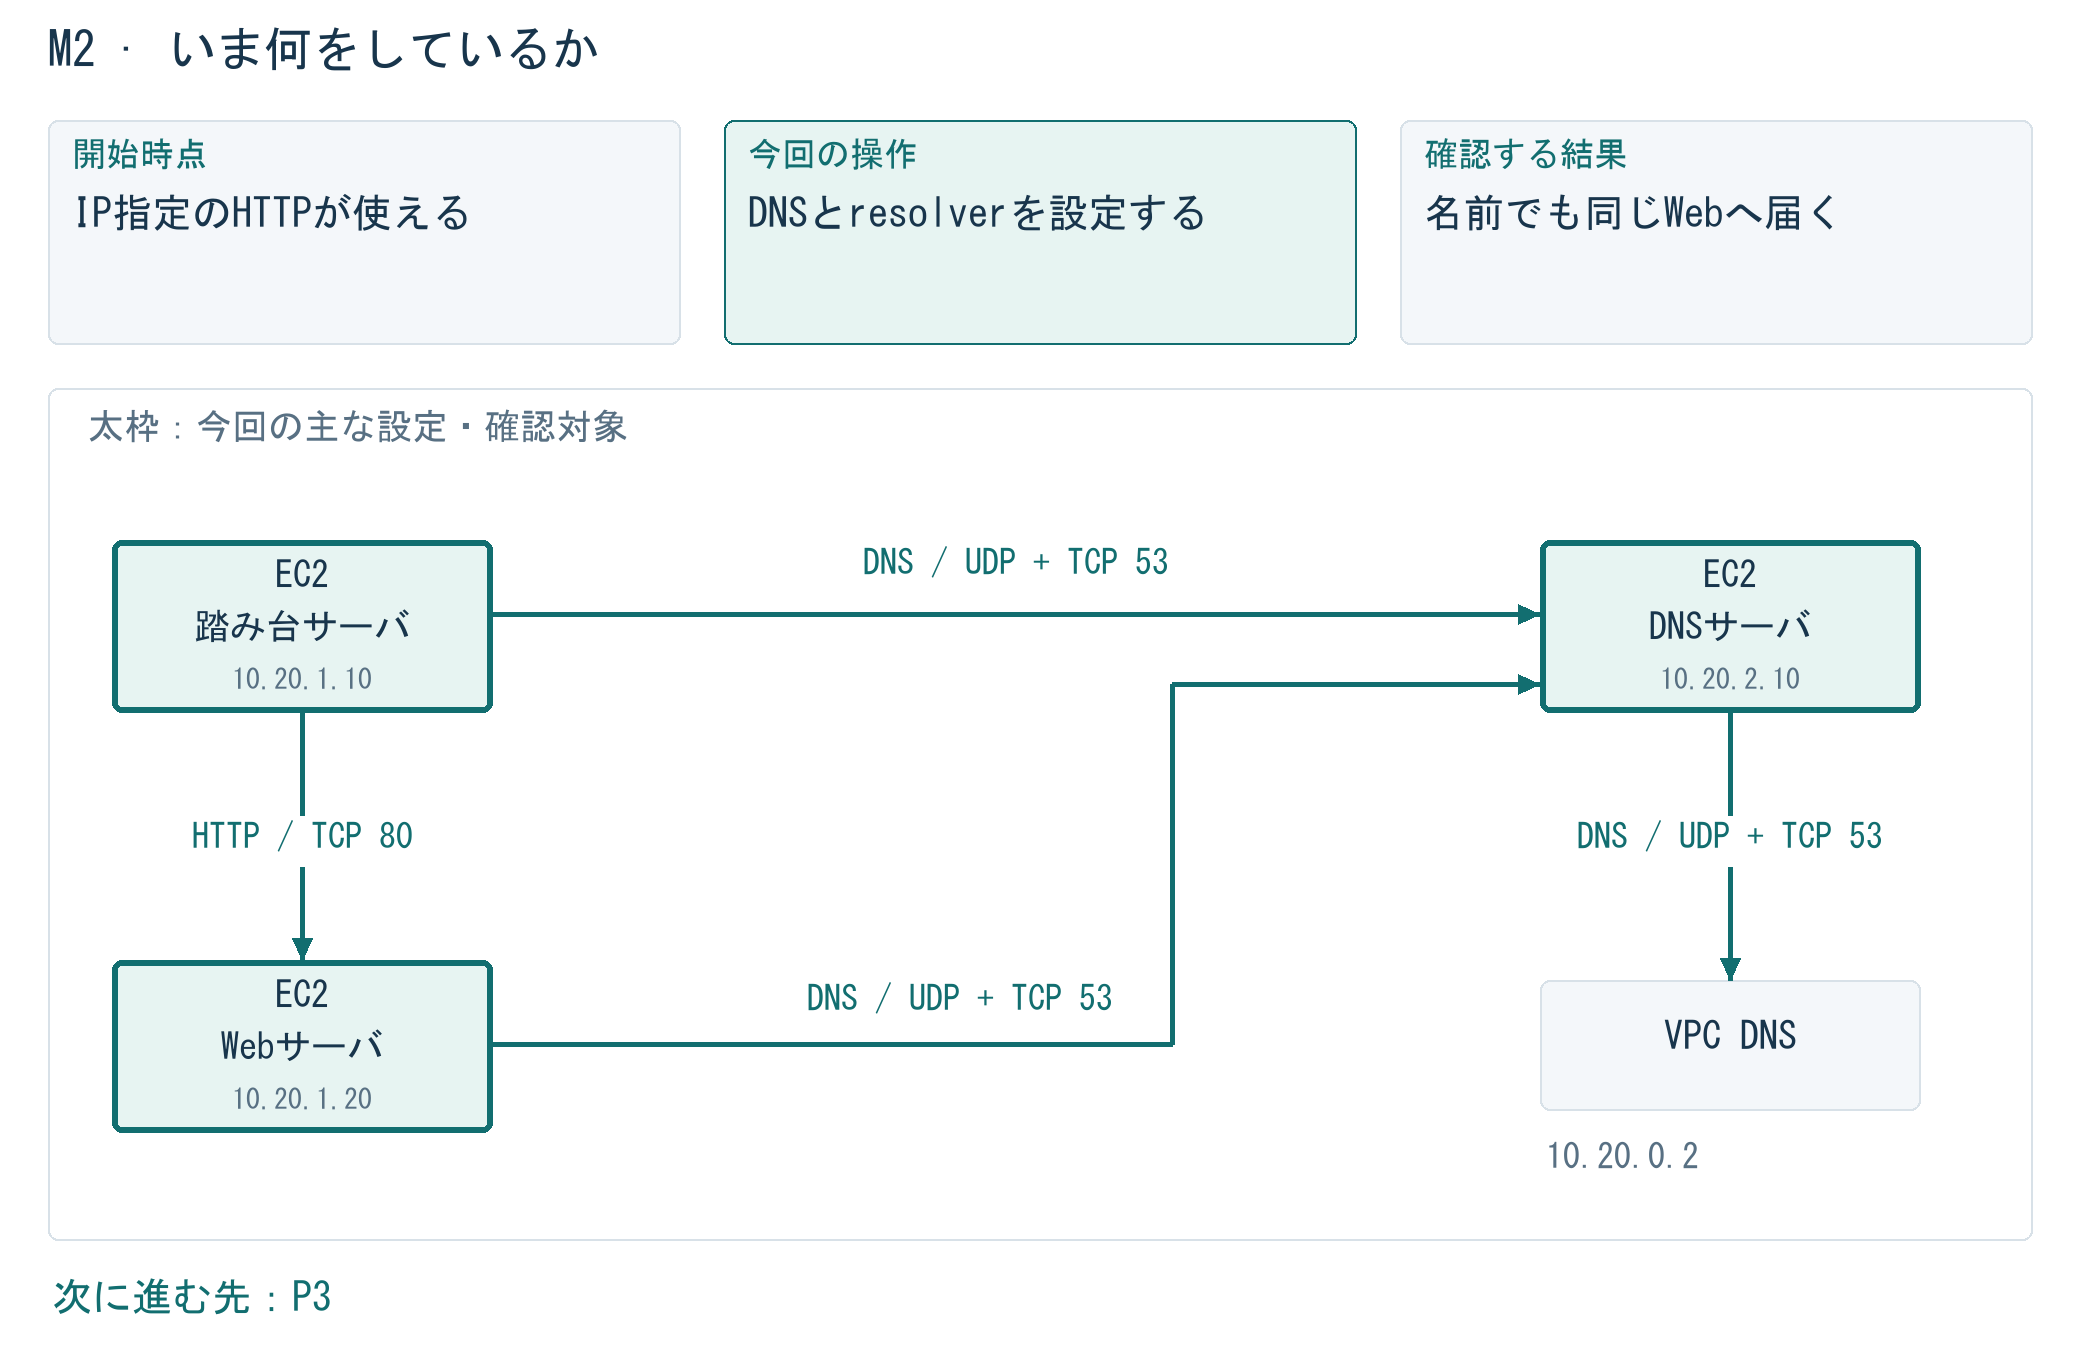 M2 · いま何をしているか
開始時点
IP指定のHTTPが使える
今回の操作
DNSとresolverを設定する
確認する結果
名前でも同じWebへ届く
太枠：今回の主な設定・確認対象
EC2
踏み台サーバ
10.20.1.10
DNS / UDP + TCP 53
EC2
DNSサーバ
10.20.2.10
HTTP / TCP 80
DNS / UDP + TCP 53
EC2
Webサーバ
10.20.1.20
DNS / UDP + TCP 53
VPC DNS
10.20.0.2
次に進む先：P3